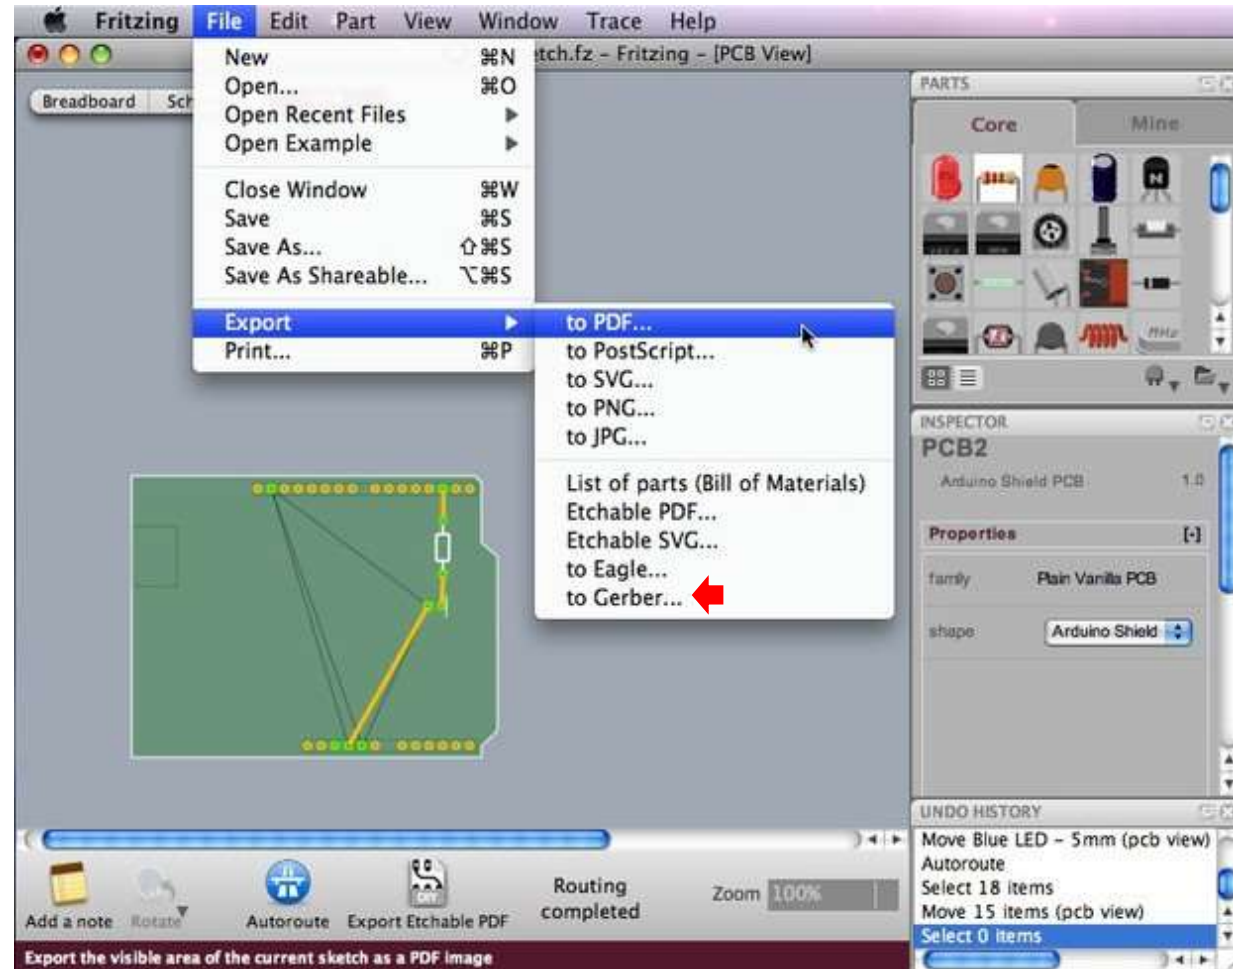 Fritzing File Edit Part View Window Trace Help
tch.fz – Fritzing – [PCB View]
New ⌘N
Open... ⌘O
Open Recent Files ▶
Open Example ▶
Close Window ⌘W
Save ⌘S
Save As... ⇧⌘S
Save As Shareable... ⌥⌘S
Export ▶
Print... ⌘P
to PDF...
to PostScript...
to SVG...
to PNG...
to JPG...
List of parts (Bill of Materials)
Etchable PDF...
Etchable SVG...
to Eagle...
to Gerber...
Breadboard Sch
PARTS
Core Mine
N
MHz
INSPECTOR
PCB2
Arduino Shield PCB 1.0
Properties [-]
family Plain Vanilla PCB
shape Arduino Shield
UNDO HISTORY
Move Blue LED – 5mm (pcb view)
Autoroute
Select 18 items
Move 15 items (pcb view)
Select 0 items
Add a note Rotate Autoroute Export Etchable PDF
DIY
Routing
completed
Zoom 100%
Export the visible area of the current sketch as a PDF image